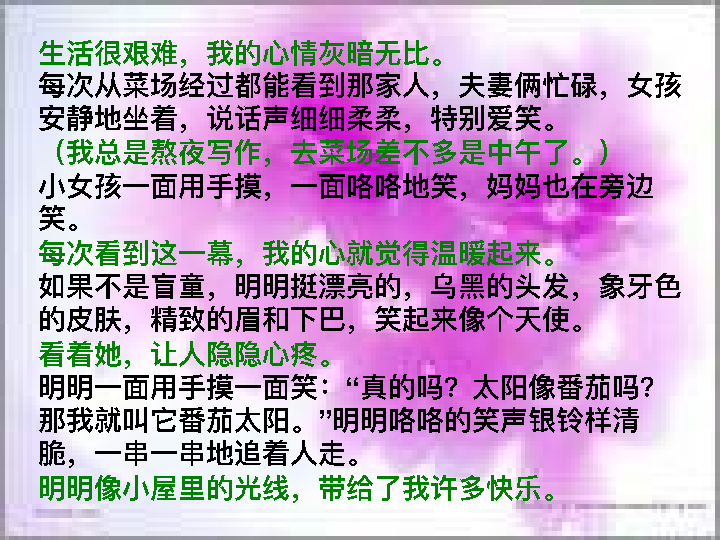 生活很艰难，我的心情灰暗无比。
每次从菜场经过都能看到那家人，夫妻俩忙碌，女孩
安静地坐着，说话声细细柔柔，特别爱笑。
（我总是熬夜写作，去菜场差不多是中午了。）
小女孩一面用手摸，一面咯咯地笑，妈妈也在旁边
笑。
每次看到这一幕，我的心就觉得温暖起来。
如果不是盲童，明明挺漂亮的，乌黑的头发，象牙色
的皮肤，精致的眉和下巴，笑起来像个天使。
看着她，让人隐隐心疼。
明明一面用手摸一面笑：“真的吗？太阳像番茄吗？
那我就叫它番茄太阳。”明明咯咯的笑声银铃样清
脆，一串一串地追着人走。
明明像小屋里的光线，带给了我许多快乐。